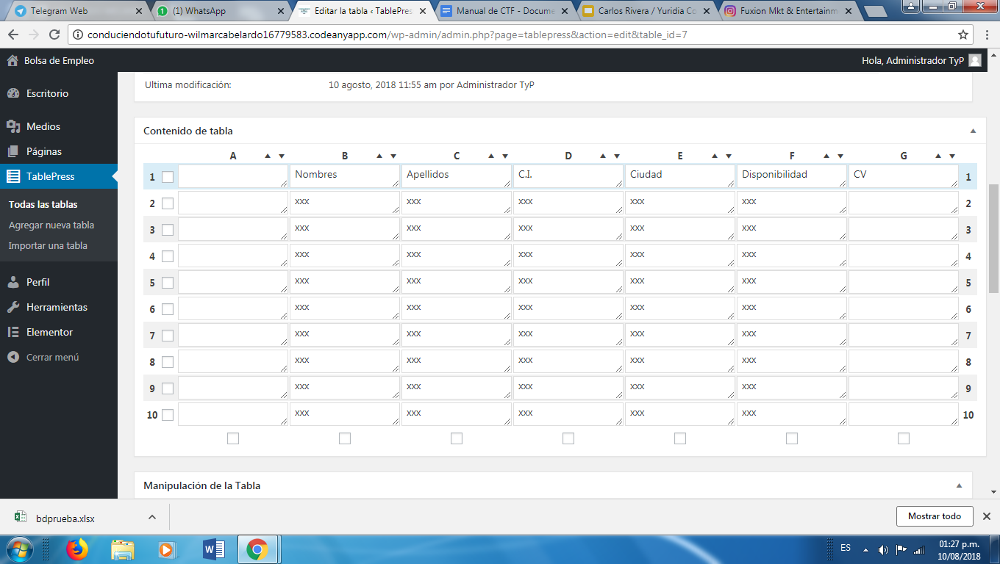 Telegram Web
(1) WhatsApp
Editar la tabla ‹ TablePres
Manual de CTF - Docume
Carlos Rivera / Yuridia Co
Fuxion Mkt & Entertainm
conduciendotufuturo-wilmarcabelardo16779583.codeanyapp.com/wp-admin/admin.php?page=tablepress&action=edit&table_id=7
Bolsa de Empleo
Hola, Administrador TyP
Escritorio
Medios
Páginas
TablePress
Todas las tablas
Agregar nueva tabla
Importar una tabla
Perfil
Herramientas
Elementor
Cerrar menú
Ultima modificación: 10 agosto, 2018 11:55 am por Administrador TyP
Contenido de tabla
A B C D E F G
1 Nombres Apellidos C.I. Ciudad Disponibilidad CV 1
2 xxx xxx xxx xxx xxx 2
3 xxx xxx xxx xxx xxx 3
4 xxx xxx xxx xxx xxx 4
5 xxx xxx xxx xxx xxx 5
6 xxx xxx xxx xxx xxx 6
7 xxx xxx xxx xxx xxx 7
8 xxx xxx xxx xxx xxx 8
9 xxx xxx xxx xxx xxx 9
10 xxx xxx xxx xxx xxx 10
Manipulación de la Tabla
bdprueba.xlsx
Mostrar todo
ES
01:27 p.m.
10/08/2018